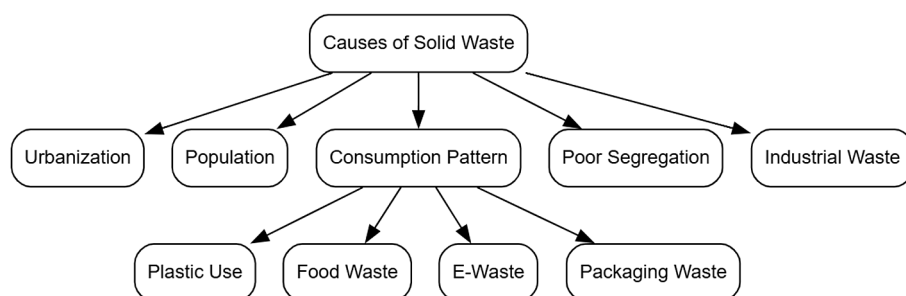 Causes of Solid Waste
Urbanization
Population
Consumption Pattern
Poor Segregation
Industrial Waste
Plastic Use
Food Waste
E-Waste
Packaging Waste